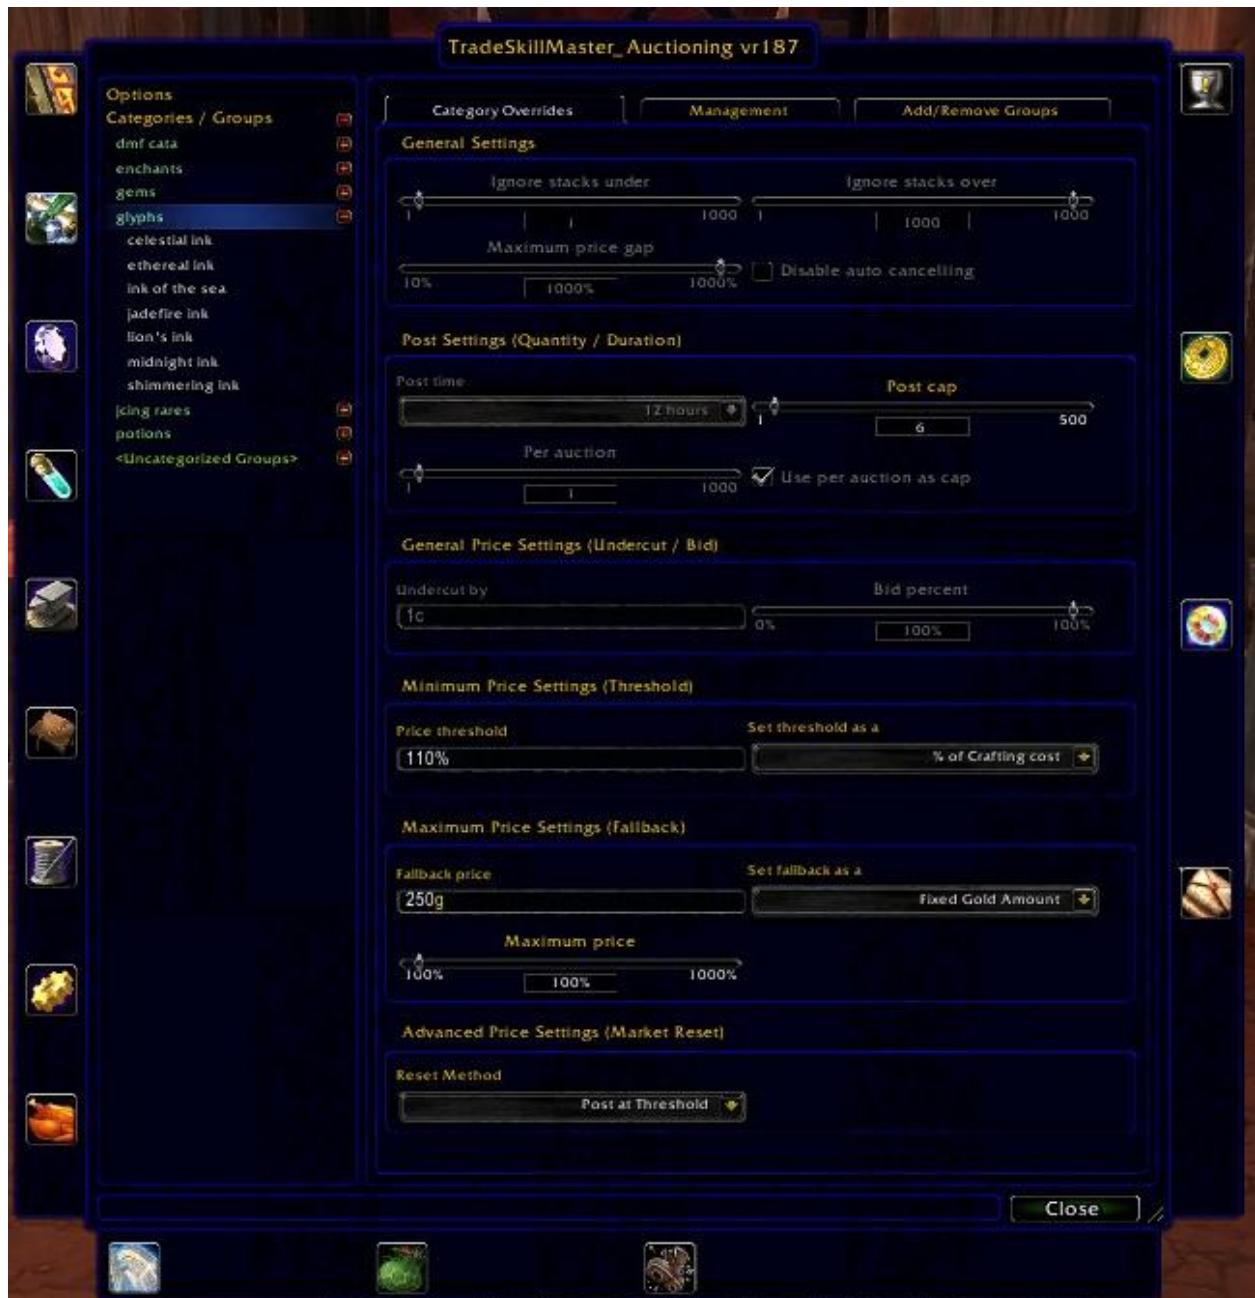 TradeSkillMaster_Auctioning vr187
Options
Categories / Groups
dmf cata
enchants
gems
glyphs
celestial ink
ethereal ink
ink of the sea
jadefire ink
lion's ink
midnight ink
shimmering ink
jcing rares
potions
<Uncategorized Groups>
Category Overrides Management Add/Remove Groups
General Settings
Ignore stacks under Ignore stacks over
1 1 1000 1 1000 1000
Maximum price gap
10% 1000% 1000% Disable auto cancelling
Post Settings (Quantity / Duration)
Post time Post cap
12 hours 1 6 500
Per auction
1 1 1000 Use per auction as cap
General Price Settings (Undercut / Bid)
Undercut by Bid percent
1c 0% 100% 100%
Minimum Price Settings (Threshold)
Price threshold Set threshold as a
110% % of Crafting cost
Maximum Price Settings (Fallback)
Fallback price Set fallback as a
250g Fixed Gold Amount
Maximum price
100% 100% 1000%
Advanced Price Settings (Market Reset)
Reset Method
Post at Threshold
Close